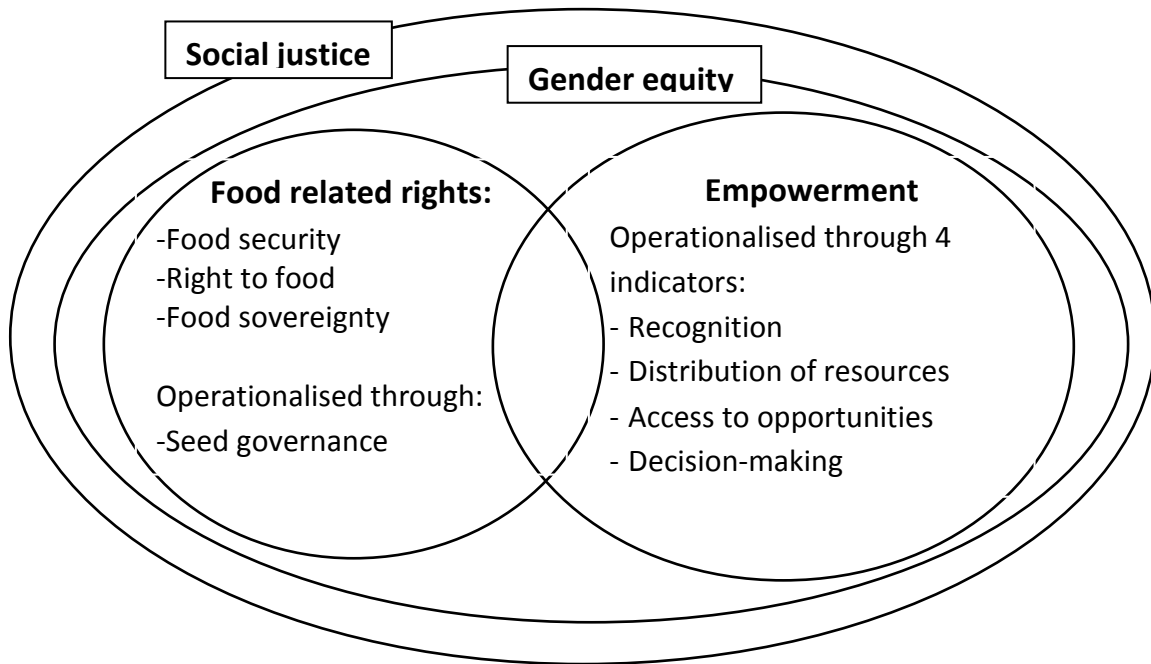 Social justice
Gender equity
Food related rights:
-Food security
-Right to food
-Food sovereignty
Operationalised through:
-Seed governance
Empowerment
Operationalised through 4
indicators:
- Recognition
- Distribution of resources
- Access to opportunities
- Decision-making